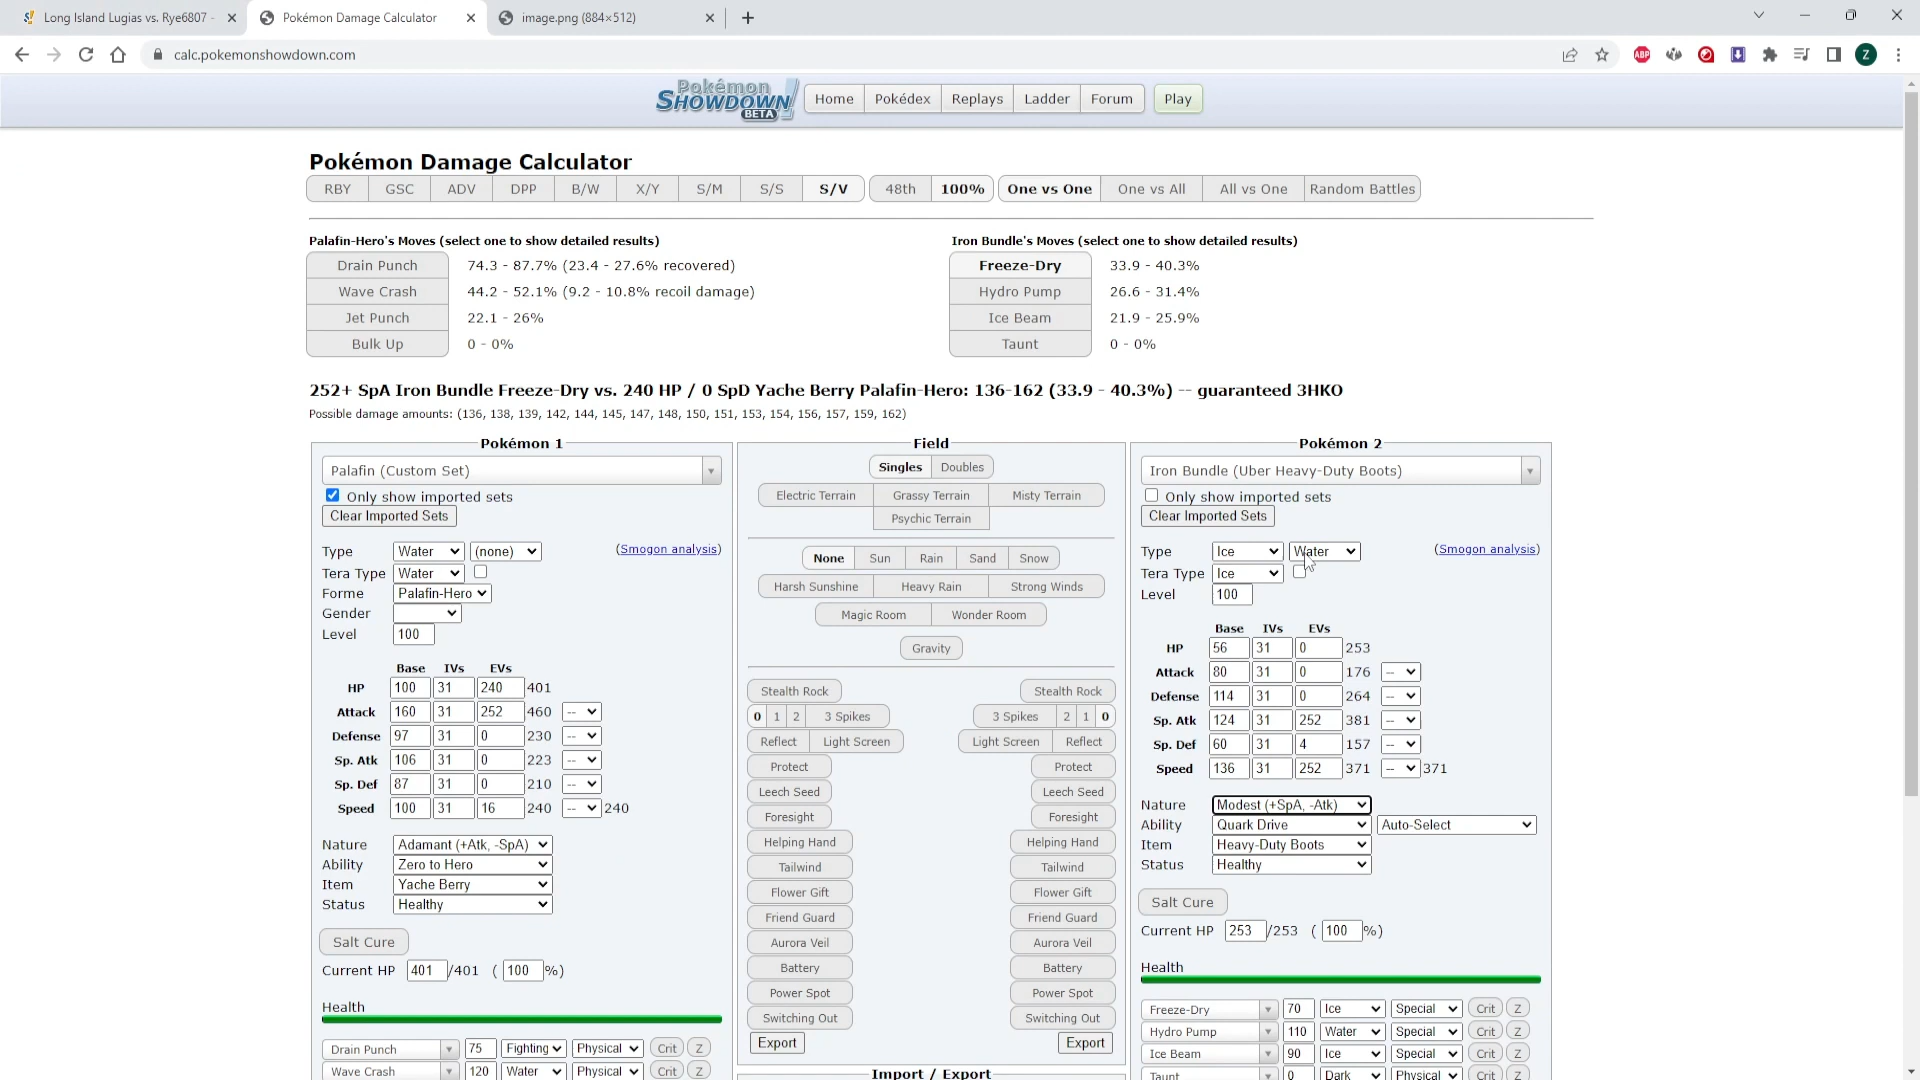 Long Island Lugias vs. Rye6807 -
Pokémon Damage Calculator
image.png (884×512)
calc.pokemonshowdown.com
ABP
Z
Pokémon
SHOWDOWN!
BETA
Home Pokédex Replays Ladder Forum Play
Pokémon Damage Calculator
RBY GSC ADV DPP B/W X/Y S/M S/S S/V 48th 100% One vs One One vs All All vs One Random Battles
Palafin-Hero's Moves (select one to show detailed results)
Drain Punch 74.3 - 87.7% (23.4 - 27.6% recovered)
Wave Crash 44.2 - 52.1% (9.2 - 10.8% recoil damage)
Jet Punch 22.1 - 26%
Bulk Up 0 - 0%
Iron Bundle's Moves (select one to show detailed results)
Freeze-Dry 33.9 - 40.3%
Hydro Pump 26.6 - 31.4%
Ice Beam 21.9 - 25.9%
Taunt 0 - 0%
252+ SpA Iron Bundle Freeze-Dry vs. 240 HP / 0 SpD Yache Berry Palafin-Hero: 136-162 (33.9 - 40.3%) -- guaranteed 3HKO
Possible damage amounts: (136, 138, 139, 142, 144, 145, 147, 148, 150, 151, 153, 154, 156, 157, 159, 162)
Pokémon 1
Palafin (Custom Set)
Only show imported sets
Clear Imported Sets
Type Water (none) (Smogon analysis)
Tera Type Water
Forme Palafin-Hero
Gender
Level 100
Base IVs EVs
HP 100 31 240 401
Attack 160 31 252 460 --
Defense 97 31 0 230 --
Sp. Atk 106 31 0 223 --
Sp. Def 87 31 0 210 --
Speed 100 31 16 240 -- 240
Nature Adamant (+Atk, -SpA)
Ability Zero to Hero
Item Yache Berry
Status Healthy
Salt Cure
Current HP 401 /401 ( 100 %)
Health
Drain Punch 75 Fighting Physical Crit Z
Wave Crash 120 Water Physical Crit Z
Field
Singles Doubles
Electric Terrain Grassy Terrain Misty Terrain
Psychic Terrain
None Sun Rain Sand Snow
Harsh Sunshine Heavy Rain Strong Winds
Magic Room Wonder Room
Gravity
Stealth Rock Stealth Rock
0 1 2 3 Spikes 3 Spikes 2 1 0
Reflect Light Screen Light Screen Reflect
Protect Protect
Leech Seed Leech Seed
Foresight Foresight
Helping Hand Helping Hand
Tailwind Tailwind
Flower Gift Flower Gift
Friend Guard Friend Guard
Aurora Veil Aurora Veil
Battery Battery
Power Spot Power Spot
Switching Out Switching Out
Export Export
Import / Export
Pokémon 2
Iron Bundle (Uber Heavy-Duty Boots)
Only show imported sets
Clear Imported Sets
Type Ice Water (Smogon analysis)
Tera Type Ice
Level 100
Base IVs EVs
HP 56 31 0 253
Attack 80 31 0 176 --
Defense 114 31 0 264 --
Sp. Atk 124 31 252 381 --
Sp. Def 60 31 4 157 --
Speed 136 31 252 371 -- 371
Nature Modest (+SpA, -Atk)
Ability Quark Drive Auto-Select
Item Heavy-Duty Boots
Status Healthy
Salt Cure
Current HP 253 /253 ( 100 %)
Health
Freeze-Dry 70 Ice Special Crit Z
Hydro Pump 110 Water Special Crit Z
Ice Beam 90 Ice Special Crit Z
Taunt 0 Dark Physical Crit Z